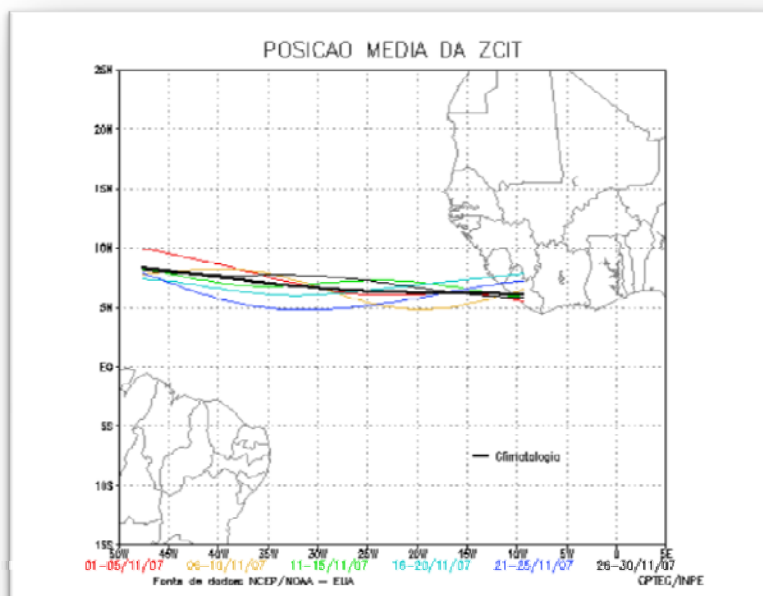 POSICAO MEDIA DA ZCIT
25N
20N
15N
10N
5N
EQ
5S
10S
15S
Climatologia
50W 45W 40W 35W 30W 25W 20W 15W 10W 5W 0 5E
01-05/11/07 06-10/11/07 11-15/11/07 16-20/11/07 21-25/11/07 26-30/11/07
Fonte de dados: NCEP/NOAA - EUA CPTEC/INPE